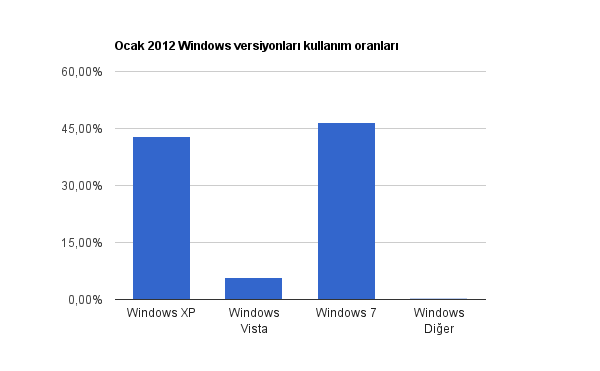 Ocak 2012 Windows versiyonları kullanım oranları
60,00%
45,00%
30,00%
15,00%
0,00%
Windows XP
Windows
Vista
Windows 7
Windows
Diğer